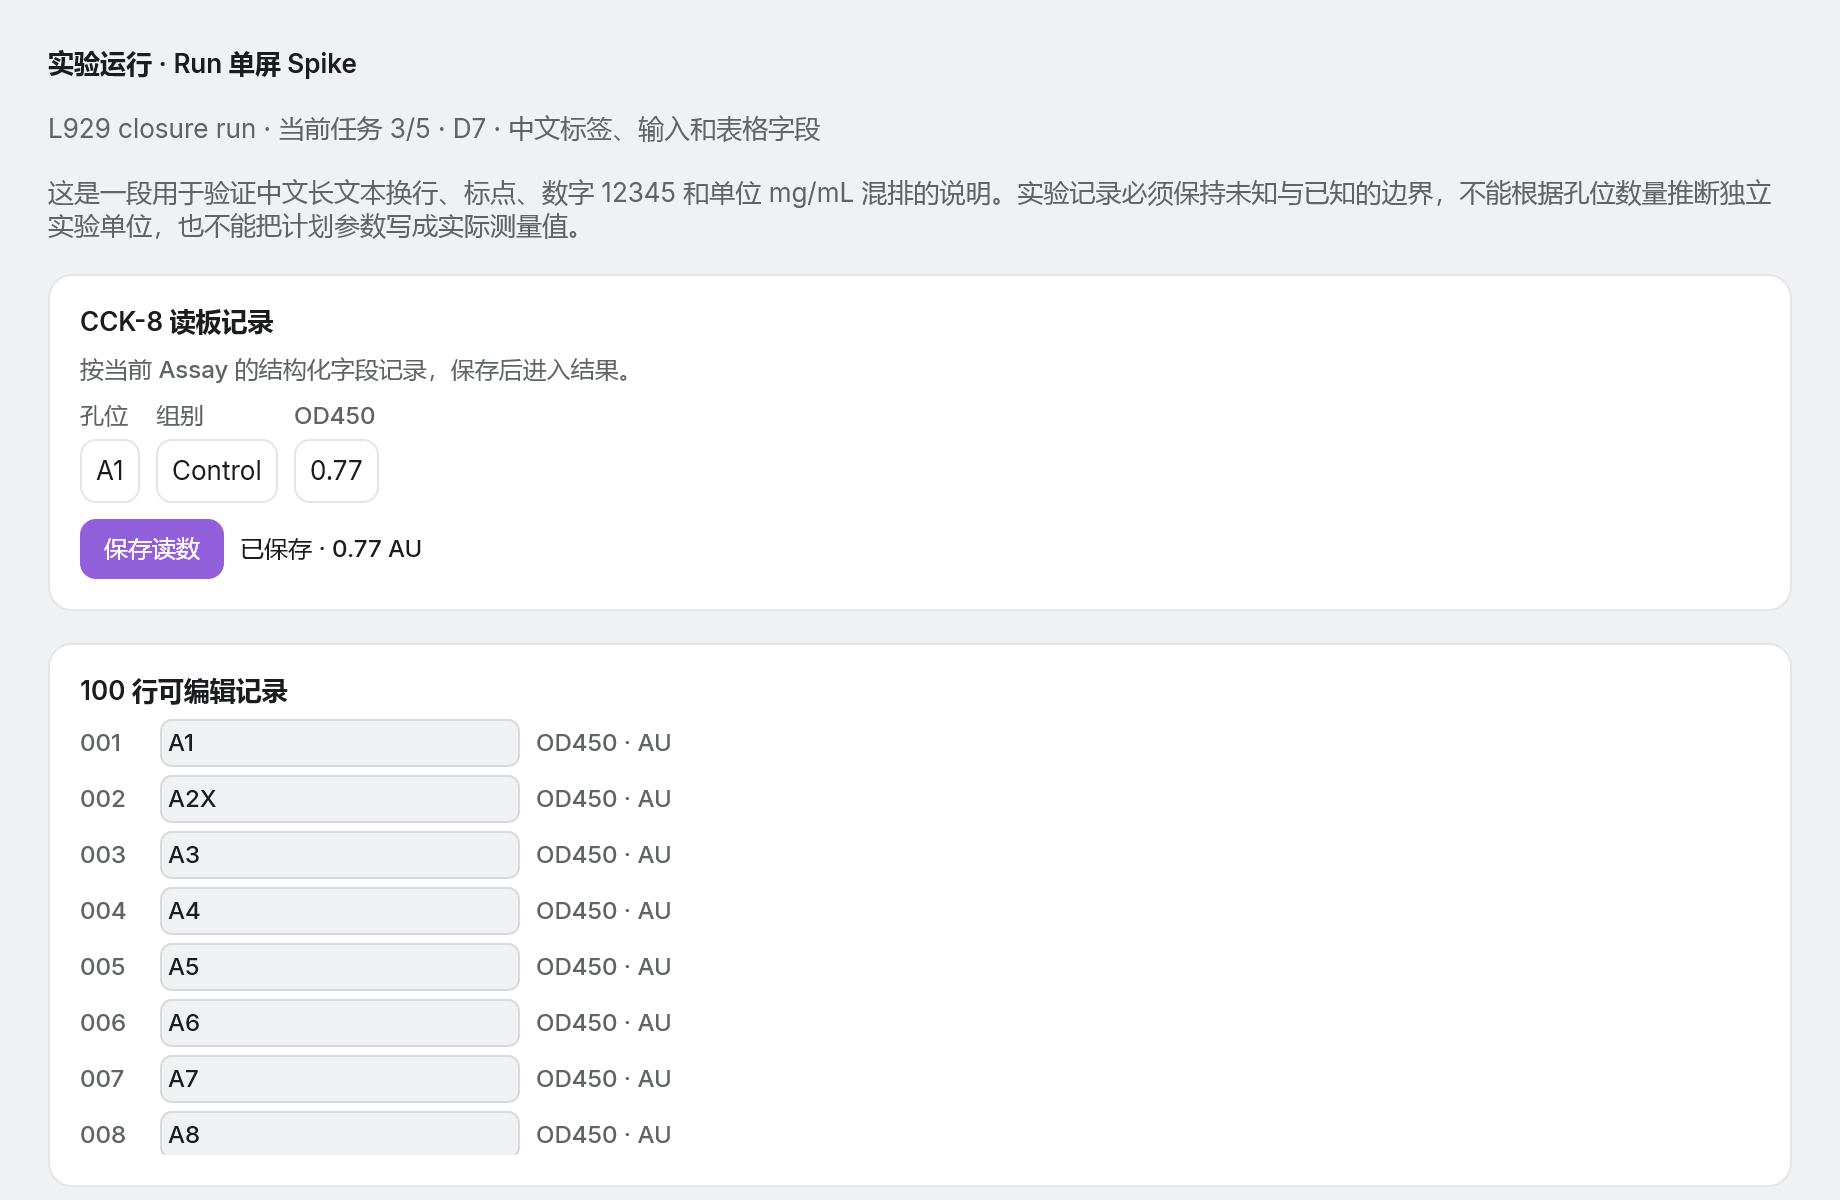 实验运行 · Run 单屏 Spike
L929 closure run · 当前任务 3/5 · D7 · 中文标签、输入和表格字段
这是一段用于验证中文长文本换行、标点、数字 12345 和单位 mg/mL 混排的说明。实验记录必须保持未知与已知的边界，不能根据孔位数量推断独立
实验单位，也不能把计划参数写成实际测量值。
CCK-8 读板记录
按当前 Assay 的结构化字段记录，保存后进入结果。
孔位 组别 OD450
A1 Control 0.77
保存读数 已保存 · 0.77 AU
100 行可编辑记录
001 A1 OD450 · AU
002 A2X OD450 · AU
003 A3 OD450 · AU
004 A4 OD450 · AU
005 A5 OD450 · AU
006 A6 OD450 · AU
007 A7 OD450 · AU
008 A8 OD450 · AU